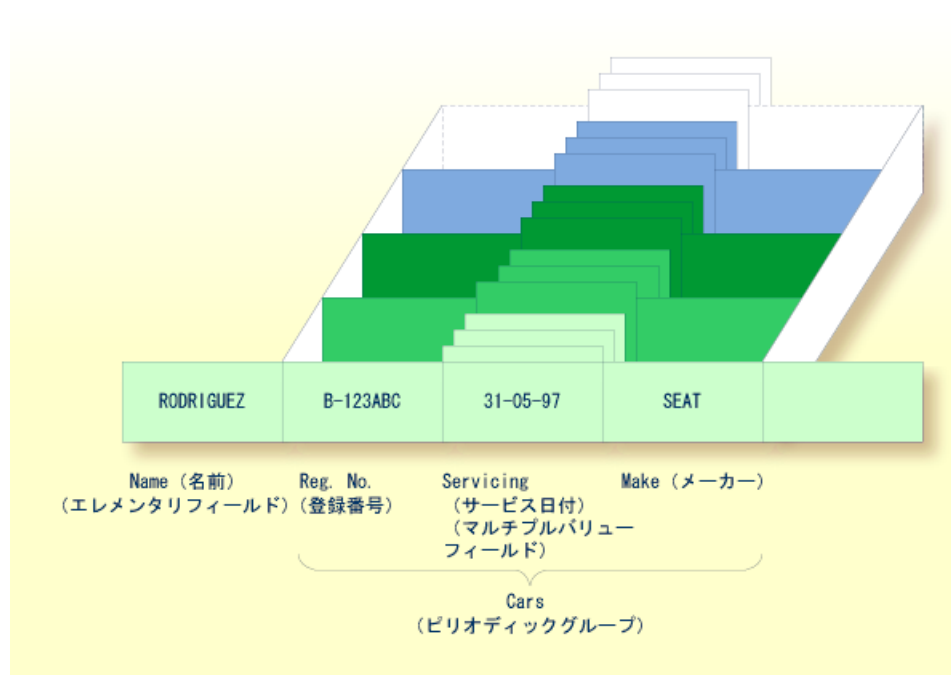 RODRIGUEZ B-123ABC 31-05-97 SEAT
Name（名前）
（エレメンタリフィールド）
Reg. No.
（登録番号）
Servicing
（サービス日付）
（マルチプルバリュー
フィールド）
Make（メーカー）
Cars
（ピリオディックグループ）